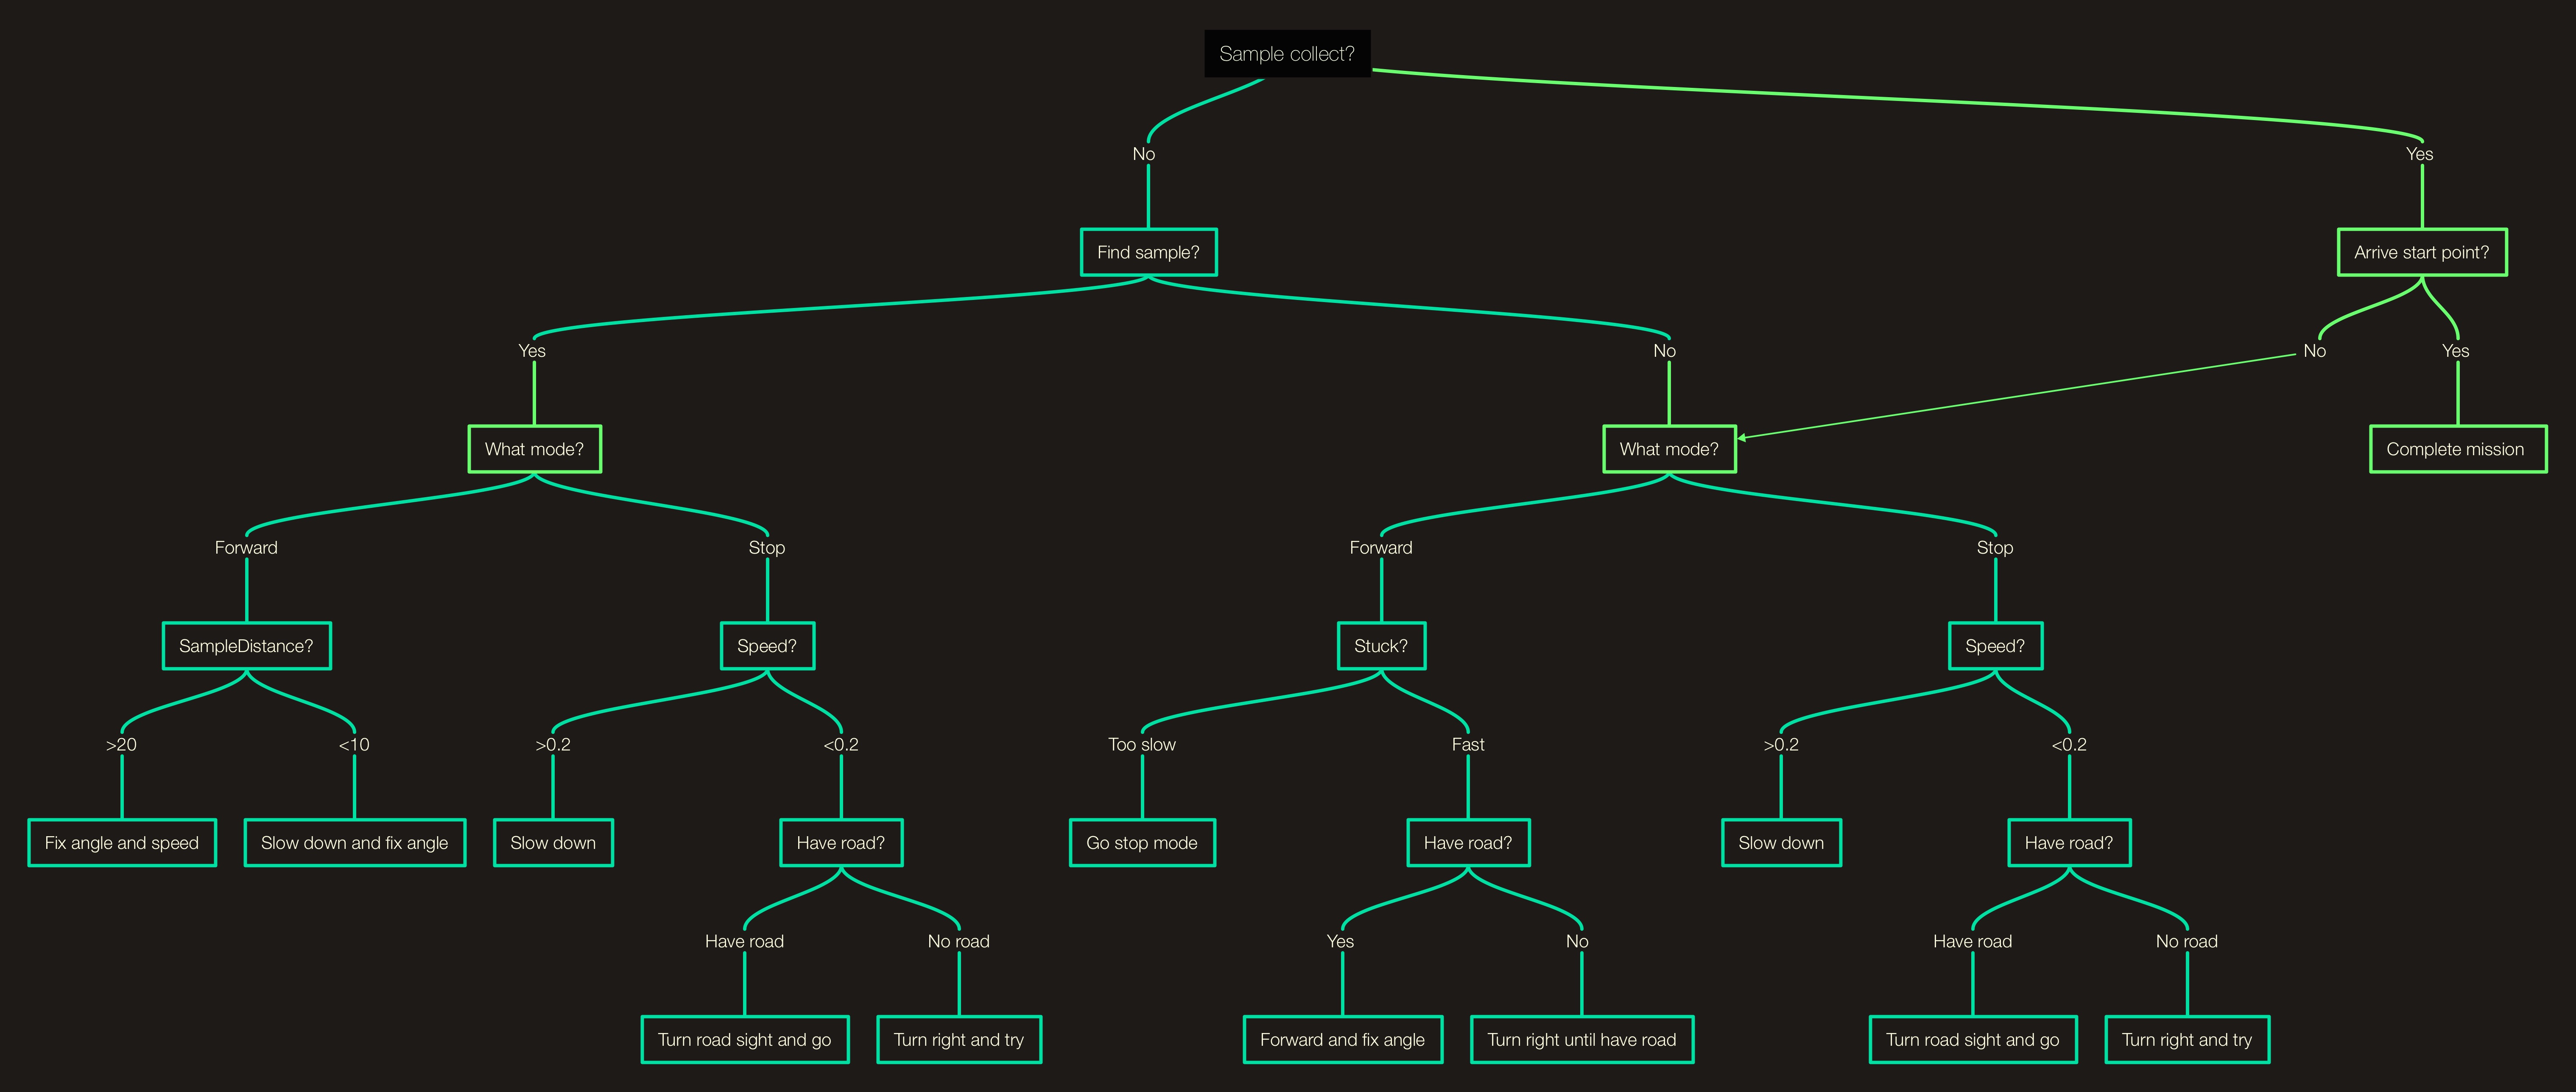 Sample collect?
No
Yes
Find sample?
Arrive start point?
Yes
No
No
Yes
What mode?
What mode?
Complete mission
Forward
Stop
Forward
Stop
SampleDistance?
Speed?
Stuck?
Speed?
>20
<10
>0.2
<0.2
Too slow
Fast
>0.2
<0.2
Fix angle and speed
Slow down and fix angle
Slow down
Have road?
Go stop mode
Have road?
Slow down
Have road?
Have road
No road
Yes
No
Have road
No road
Turn road sight and go
Turn right and try
Forward and fix angle
Turn right until have road
Turn road sight and go
Turn right and try